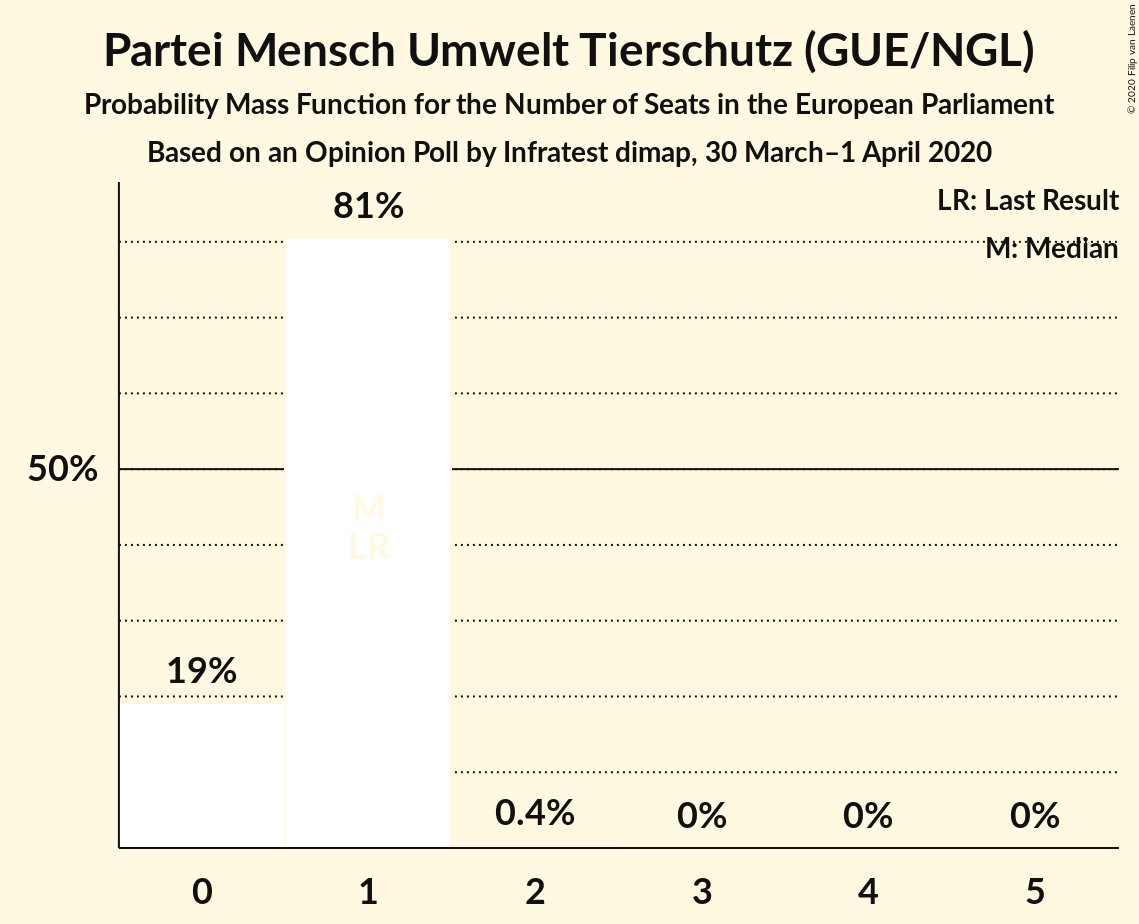 Partei Mensch Umwelt Tierschutz (GUE/NGL)
Probability Mass Function for the Number of Seats in the European Parliament
Based on an Opinion Poll by Infratest dimap, 30 March–1 April 2020
© 2020 Filip van Laenen
LR: Last Result
M: Median
81%
50%
M
LR
19%
0.4%
0%
0%
0%
0
1
2
3
4
5